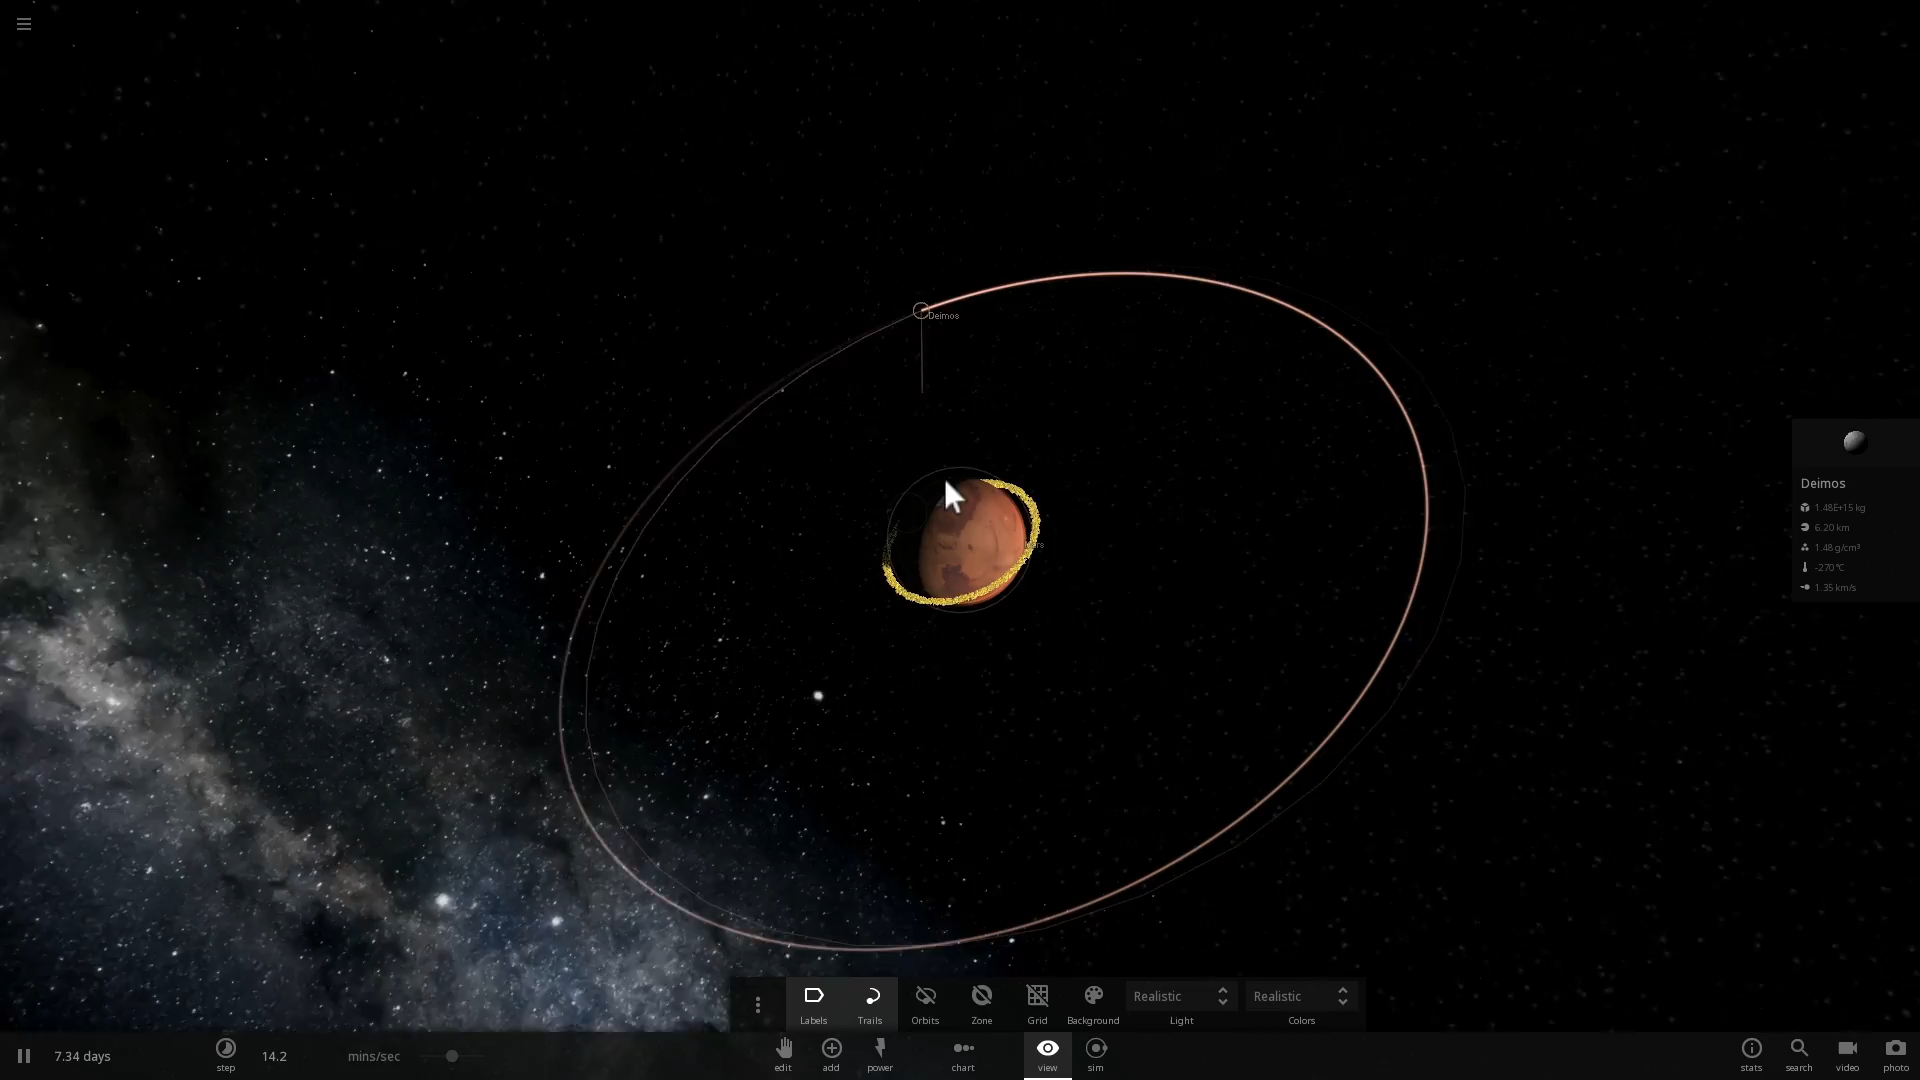 Deimos
Deimos
1.48E+15 kg
6.20 km
1.48 g/cm³
-270 °C
1.35 km/s
Realistic
Realistic
Labels
Trails
Orbits
Zone
Grid
Background
Light
Colors
7.34 days
step
14.2
mins/sec
edit
add
power
chart
view
sim
stats
search
video
photo